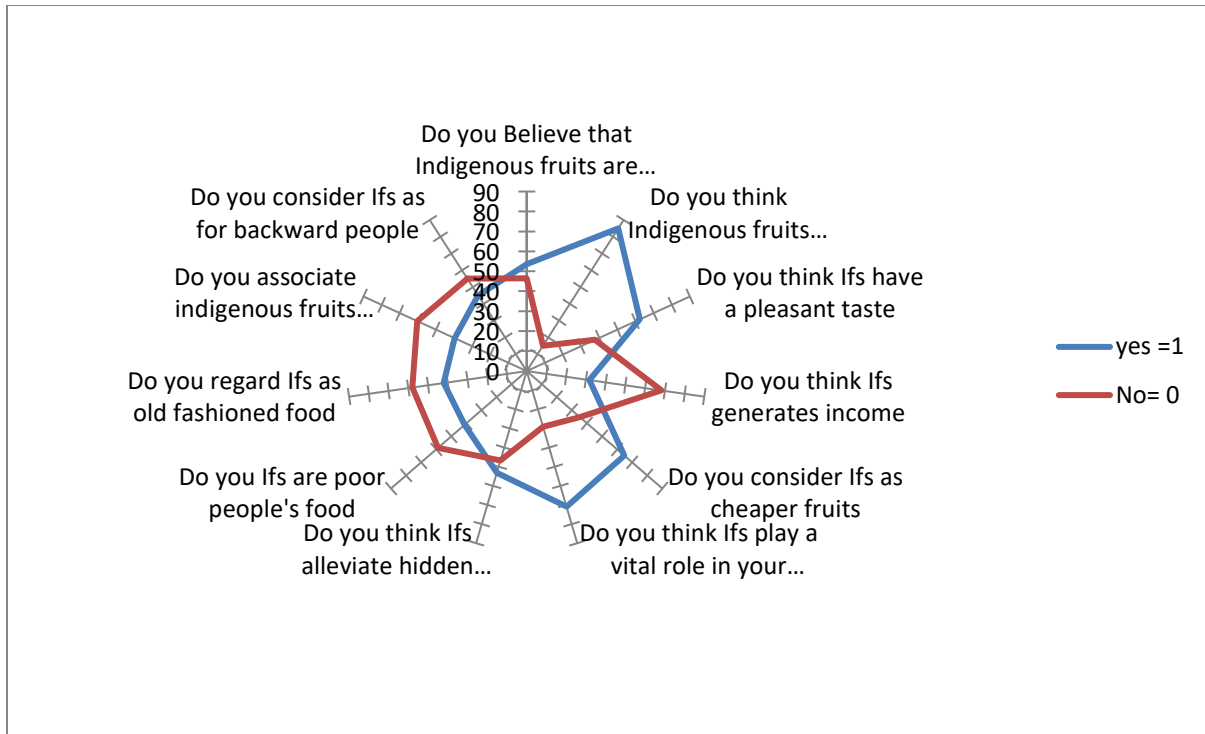 Do you Believe that
Indigenous fruits are...
Do you think
Indigenous fruits...
Do you think Ifs have
a pleasant taste
Do you think Ifs
generates income
Do you consider Ifs as
cheaper fruits
Do you think Ifs play a
vital role in your...
Do you think Ifs
alleviate hidden...
Do you Ifs are poor
people's food
Do you regard Ifs as
old fashioned food
Do you associate
indigenous fruits...
Do you consider Ifs as
for backward people
90
80
70
60
50
40
30
20
10
0
yes =1
No= 0